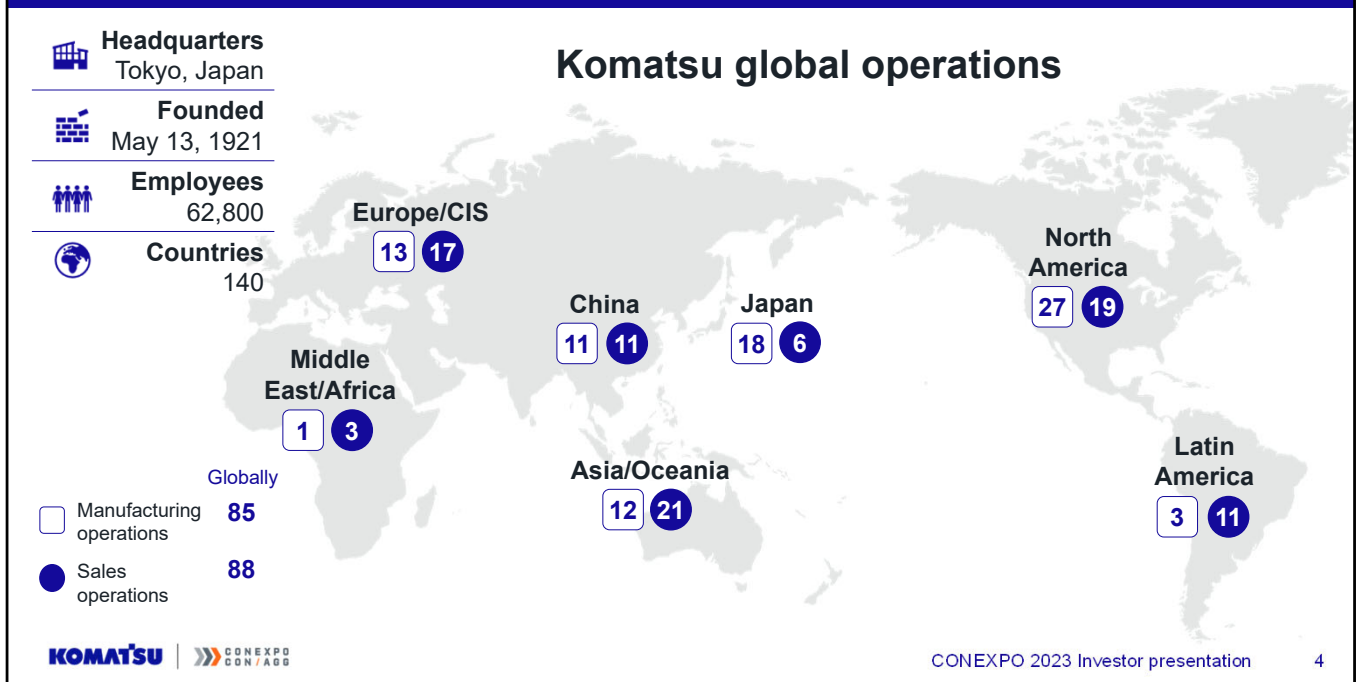 Komatsu global operations
Headquarters
Tokyo, Japan
Founded
May 13, 1921
Employees
62,800
Countries
140
Europe/CIS
13 17
China
11 11
Japan
18 6
North
America
27 19
Middle
East/Africa
1 3
Asia/Oceania
12 21
Latin
America
3 11
Globally
Manufacturing 85
operations
Sales 88
operations
KOMATSU
CONEXPO
CON/AGG
CONEXPO 2023 Investor presentation 4